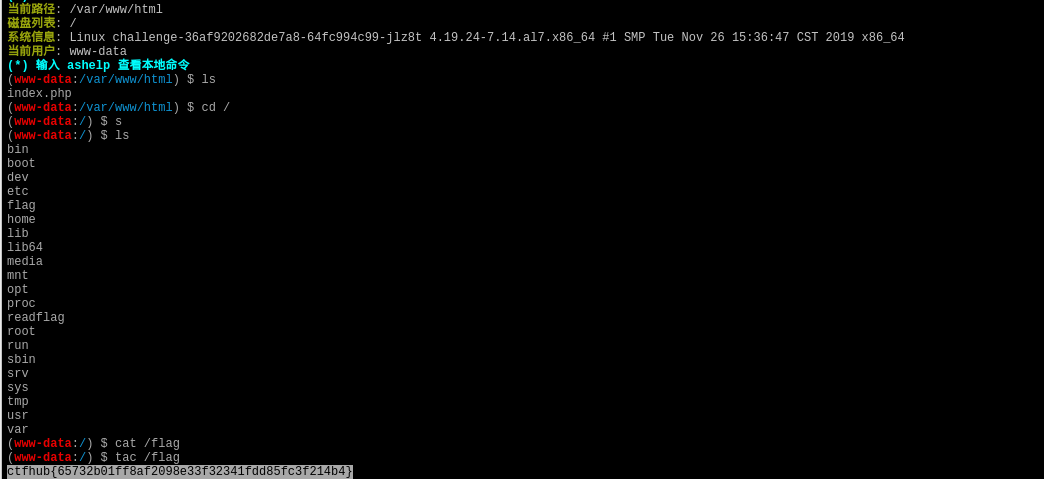 当前路径: /var/www/html
磁盘列表: /
系统信息: Linux challenge-36af9202682de7a8-64fc994c99-jlz8t 4.19.24-7.14.al7.x86_64 #1 SMP Tue Nov 26 15:36:47 CST 2019 x86_64
当前用户: www-data
(*) 输入 ashelp 查看本地命令
(www-data:/var/www/html) $ ls
index.php
(www-data:/var/www/html) $ cd /
(www-data:/) $ s
(www-data:/) $ ls
bin
boot
dev
etc
flag
home
lib
lib64
media
mnt
opt
proc
readflag
root
run
sbin
srv
sys
tmp
usr
var
(www-data:/) $ cat /flag
(www-data:/) $ tac /flag
ctfhub{65732b01ff8af2098e33f32341fdd85fc3f214b4}